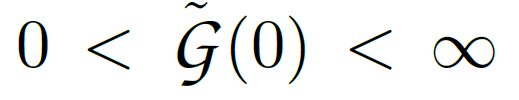 0 < 𝒢̃(0) < ∞